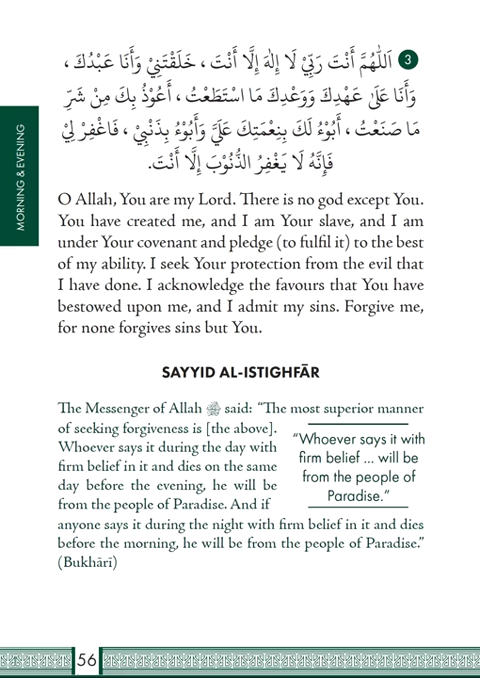 MORNING & EVENING
3 اَللّٰهُمَّ أَنْتَ رَبِّيْ لَا إِلٰهَ إِلَّا أَنْتَ ، خَلَقْتَنِيْ وَأَنَا عَبْدُكَ ،
وَأَنَا عَلَىٰ عَهْدِكَ وَوَعْدِكَ مَا اسْتَطَعْتُ ، أَعُوْذُ بِكَ مِنْ شَرِّ
مَا صَنَعْتُ ، أَبُوْءُ لَكَ بِنِعْمَتِكَ عَلَيَّ وَأَبُوْءُ بِذَنْبِيْ ، فَاغْفِرْ لِيْ
فَإِنَّهُ لَا يَغْفِرُ الذُّنُوْبَ إِلَّا أَنْتَ.
O Allah, You are my Lord. There is no god except You.
You have created me, and I am Your slave, and I am
under Your covenant and pledge (to fulfil it) to the best
of my ability. I seek Your protection from the evil that
I have done. I acknowledge the favours that You have
bestowed upon me, and I admit my sins. Forgive me,
for none forgives sins but You.
SAYYID AL-ISTIGHFĀR
The Messenger of Allah ﷺ said: “The most superior manner
of seeking forgiveness is [the above].
Whoever says it during the day with
firm belief in it and dies on the same
day before the evening, he will be
from the people of Paradise. And if
anyone says it during the night with firm belief in it and dies
before the morning, he will be from the people of Paradise.”
(Bukhārī)
“Whoever says it with
firm belief ... will be
from the people of
Paradise.”
56